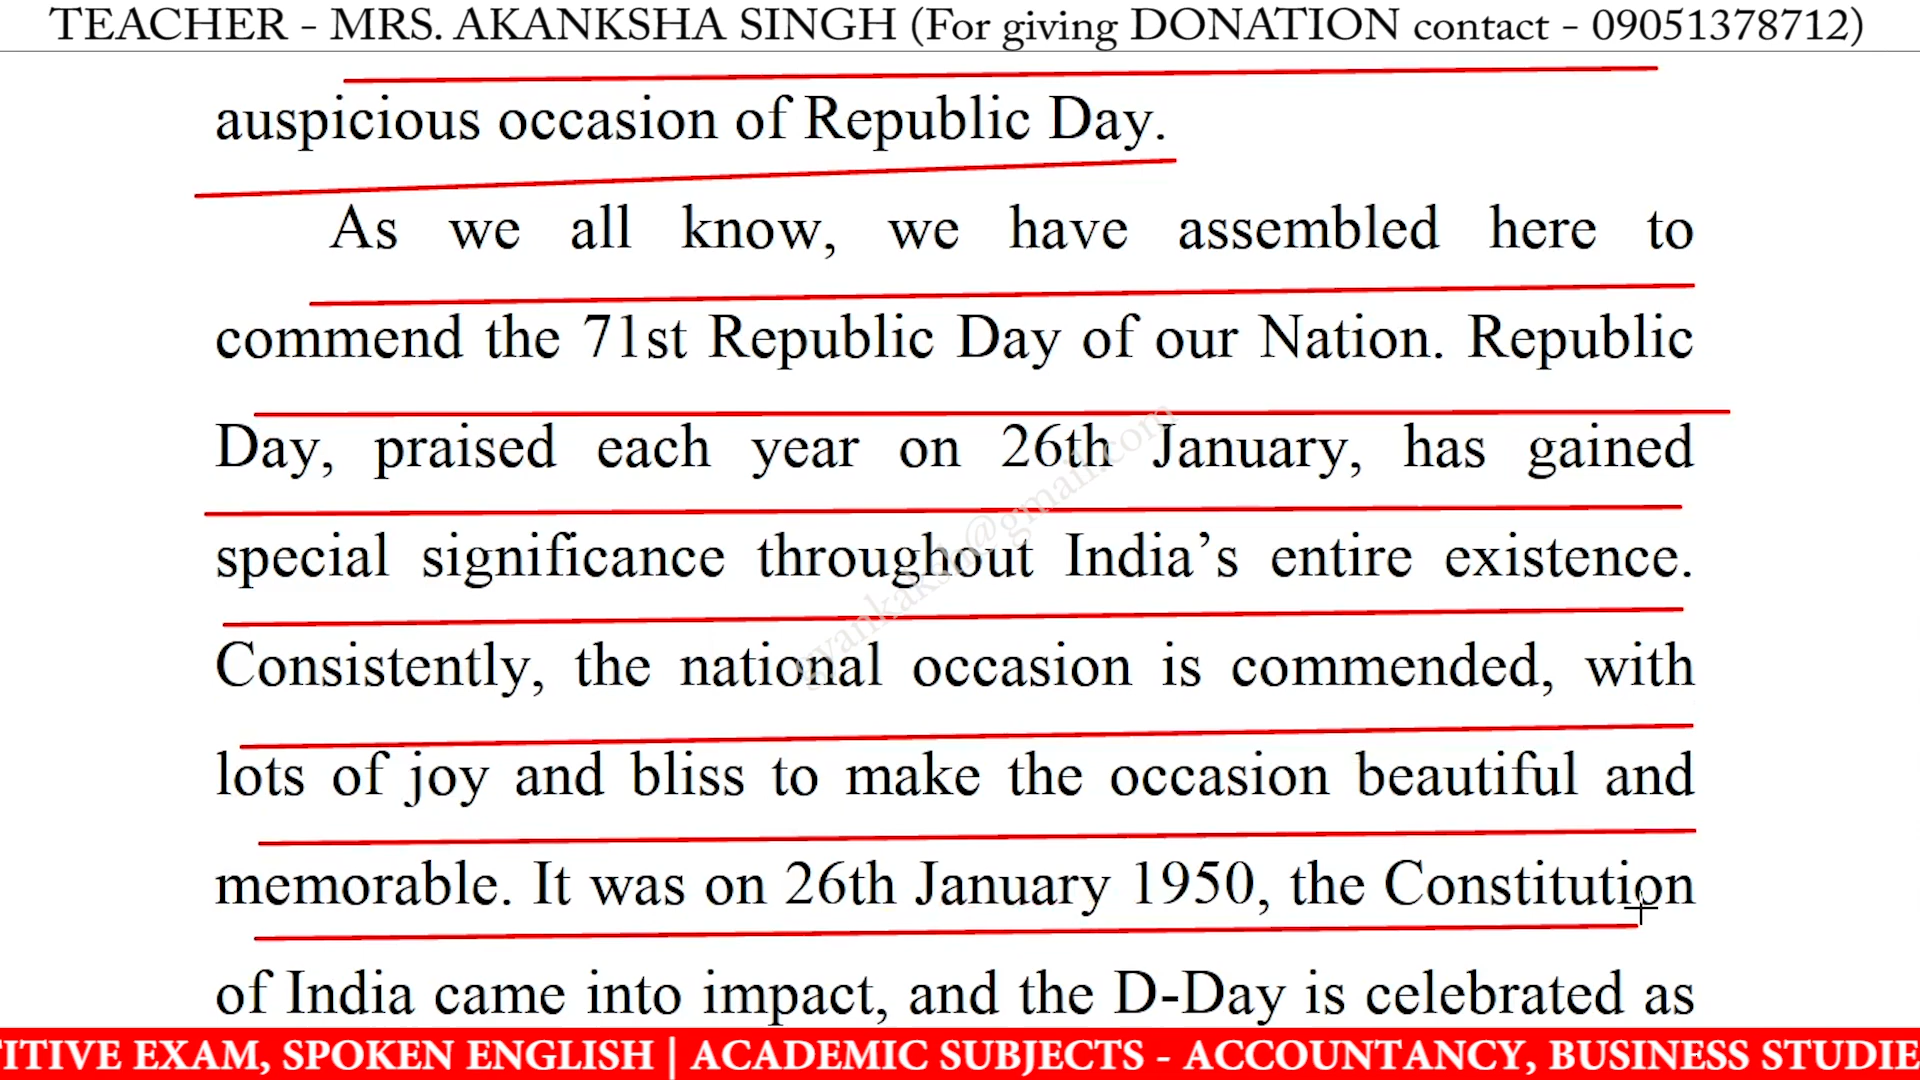 TEACHER - MRS. AKANKSHA SINGH (For giving DONATION contact - 09051378712)
auspicious occasion of Republic Day.
As we all know, we have assembled here to
commend the 71st Republic Day of our Nation. Republic
Day, praised each year on 26th January, has gained
special significance throughout India’s entire existence.
Consistently, the national occasion is commended, with
lots of joy and bliss to make the occasion beautiful and
memorable. It was on 26th January 1950, the Constitution
of India came into impact, and the D-Day is celebrated as
gyankaksh@gmail.com
TITIVE EXAM, SPOKEN ENGLISH | ACADEMIC SUBJECTS - ACCOUNTANCY, BUSINESS STUDIE